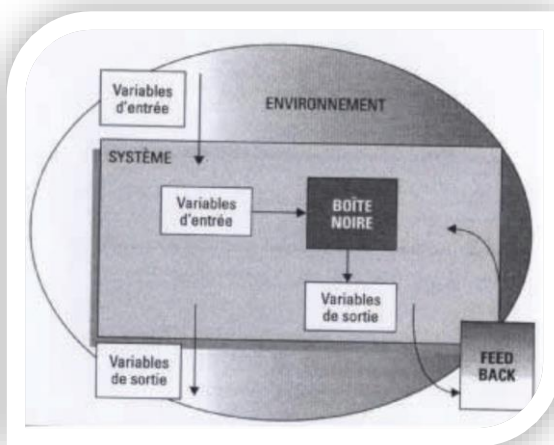 Variables
d'entrée
ENVIRONNEMENT
SYSTÈME
Variables
d'entrée
BOÎTE
NOIRE
Variables
de sortie
Variables
de sortie
FEED
BACK